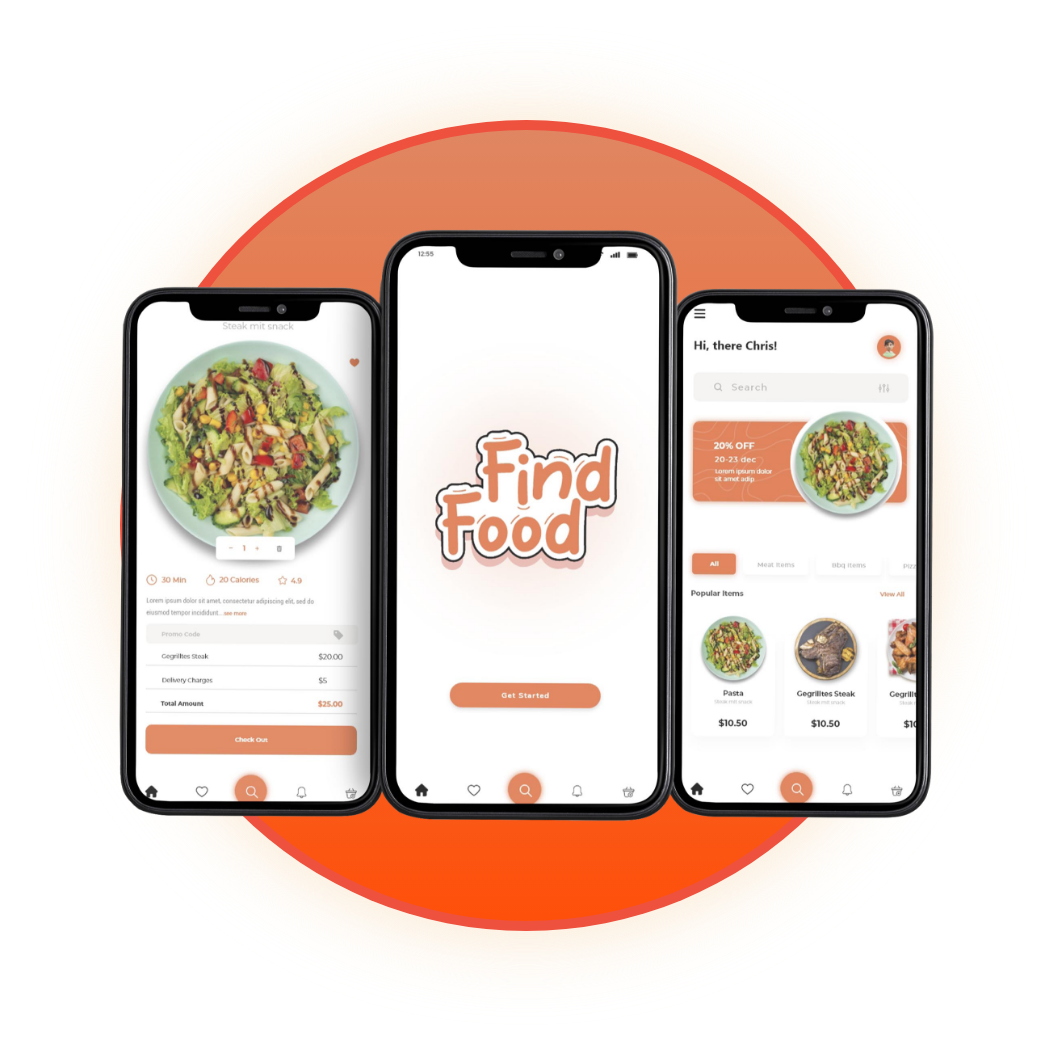 Steak mit snack
- 1 +
30 Min
20 Calories
4.9
Lorem ipsum dolor sit amet, consectetur adipiscing elit, sed do
eiusmod tempor incididunt... see more
Promo Code
Gegrilltes Steak $20.00
Delivery Charges $5
Total Amount $25.00
Check Out
12:55
Find
Food
Get Started
Hi, there Chris!
Search
20% OFF
20-23 dec
Lorem ipsum dolor
sit amet adip.
All
Meat Items
Bbq Items
Popular Items
View All
Pasta
Steak mit snack
$10.50
Gegrilltes Steak
Steak mit snack
$10.50